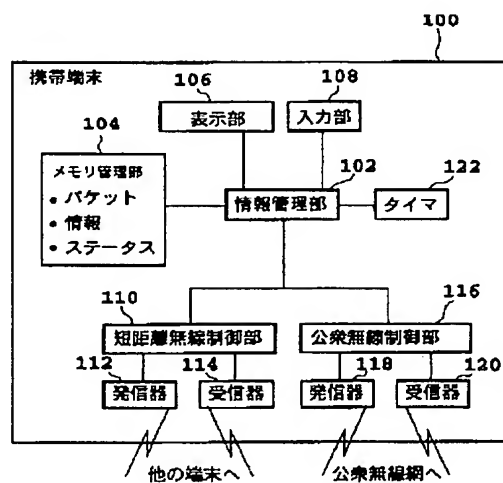 100
携帯端末
106
108
表示部
入力部
104
メモリ管理部
• パケット
• 情報
• ステータス
102
122
情報管理部
タイマ
110
116
短距離無線制御部
公衆無線制御部
112
114
118
120
発信器
受信器
発信器
受信器
他の端末へ
公衆無線網へ